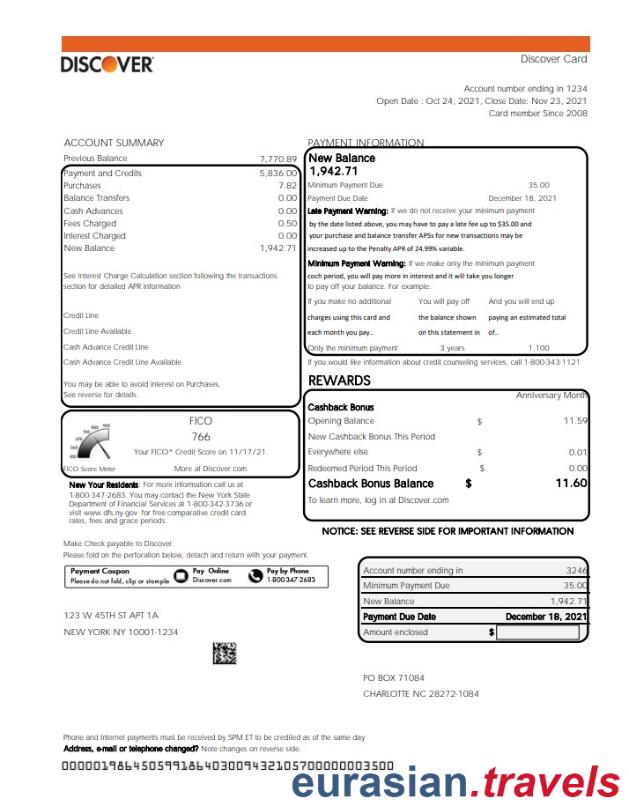 DISCOVER
Discover Card
Account number ending in 1234
Open Date : Oct 24, 2021, Close Date: Nov 23, 2021
Card member Since 2008
ACCOUNT SUMMARY
Previous Balance 7,770.89
Payment and Credits 5,836.00
Purchases 7.82
Balance Transfers 0.00
Cash Advances 0.00
Fees Charged 0.50
Interest Charged 0.00
New Balance 1,942.71
See Interest Charge Calculation section following the transactions
section for detailed APR information
Credit Line
Credit Line Available
Cash Advance Credit Line
Cash Advance Credit Line Available
You may be able to avoid interest on Purchases.
See reverse for details.
PAYMENT INFORMATION
New Balance
1,942.71
Minimum Payment Due 35.00
Payment Due Date December 18, 2021
Late Payment Warning: If we do not receive your minimum payment
by the date listed above, you may have to pay a late fee up to $35.00 and
your purchase and balance transfer APSs for new transactions may be
increased up to the Penalty APR of 24.99% variable.
Minimum Payment Warning: If we make only the minimum payment
coch period, you will pay more in interest and it will take you longer
to pay off your balance. For example:
If you make no additional You will pay off And you will end up
charges using this card and the balance shown paying an estimated total
each month you pay.. on this statement in of..
Only the minimum payment 3 years 1,100
If you would like information about credit counseling services, call 1-800-343-1121
FICO
766
Your FICO* Credit Score on 11/17/21.
FICO Score Meter More at Discover.com
REWARDS
Anniversary Month
Cashback Bonus
Opening Balance $ 11.59
New Cashback Bonus This Period
Everywhere else $ 0.01
Redeemed Period This Period $ 0.00
Cashback Bonus Balance $ 11.60
To learn more, log in at Discover.com
New Your Residents: For more information call us at
1-800-347-2683, You may contact the New York State
Department of Financial Services at 1-800-342-3736 or
visit www.dfs.ny.gov for free comparative credit card
rates, fees and grace periods.
NOTICE: SEE REVERSE SIDE FOR IMPORTANT INFORMATION
Make Check payable to Discover.
Please fold on the perforation below, detach and return with your payment.
Payment Coupon Pay Online Pay by Phone
Please do not fold, clip or stample Discover.com 1-800-347-2683
Account number ending in 3246
Minimum Payment Due 35.00
New Balance 1,942.71
Payment Due Date December 18, 2021
Amount enclosed $
123 W 45TH ST APT 1A
NEW YORK NY 10001-1234
PO BOX 71084
CHARLOTTE NC 28272-1084
Phone and Internet payments must be received by 5PM ET to be credited as of the same day
Address, e-mail or telephone changed? Note changes on reverse side.
eurasian.travels